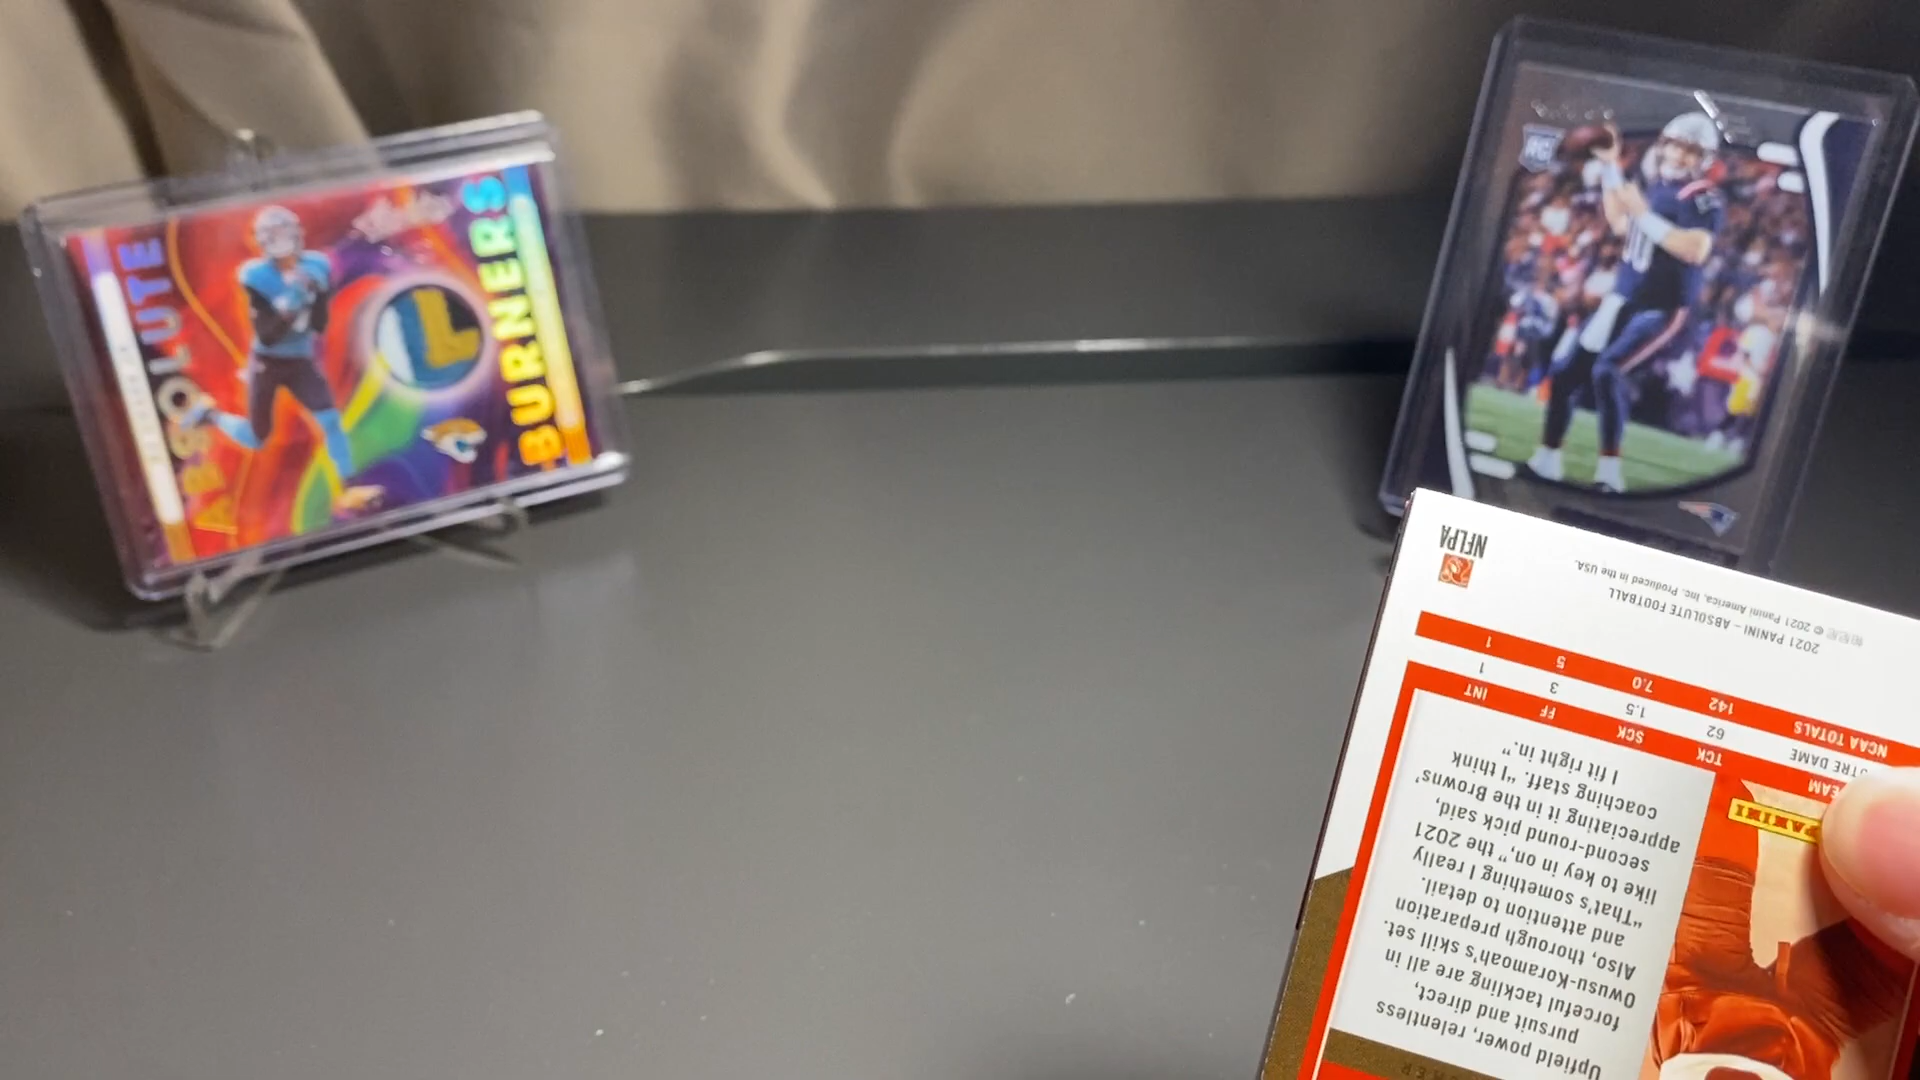 ABSOLUTE
BURNERS
RC
Upfield power, relentless
pursuit and direct,
forceful tackling are all in
Owusu-Koramoah's skill set.
Also, thorough preparation
and attention to detail.
“That's something I really
like to key in on,” the 2021
second-round pick said,
appreciating it in the Browns'
coaching staff. “I think
I fit right in.”
PANINI
EAM TCK SCK FF INT
TRE DAME 62 1.5 3 1
NCAA TOTALS 142 7.0 5 1
2021 PANINI – ABSOLUTE FOOTBALL
© 2021 Panini America, Inc. Produced in the USA.
NFLPA